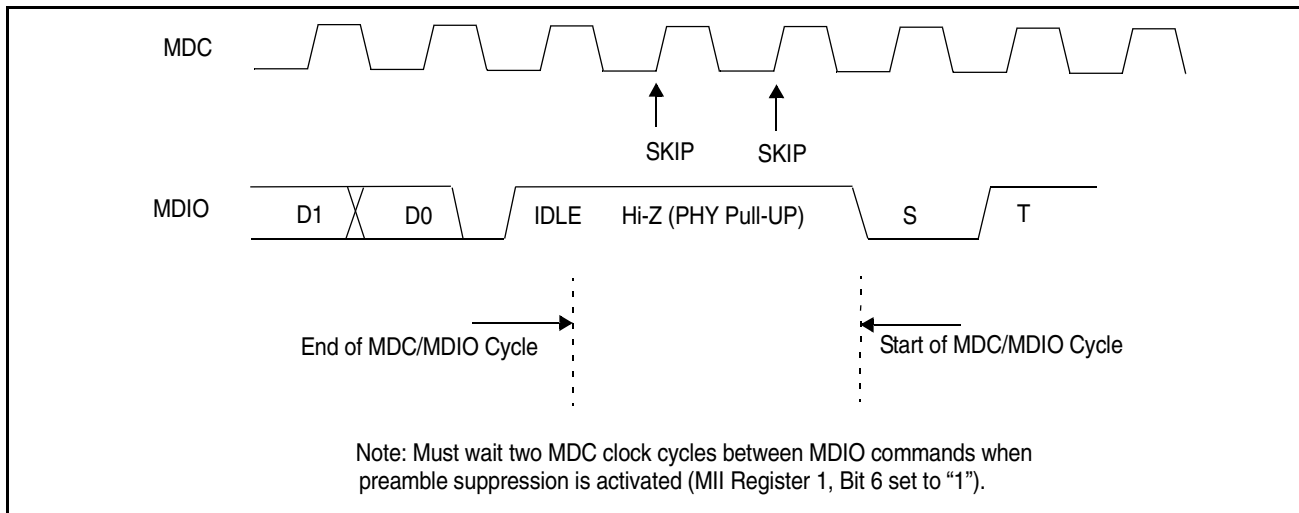 MDC
SKIP SKIP
MDIO D1 D0 IDLE Hi-Z (PHY Pull-UP) S T
End of MDC/MDIO Cycle Start of MDC/MDIO Cycle
Note: Must wait two MDC clock cycles between MDIO commands when
preamble suppression is activated (MII Register 1, Bit 6 set to “1”).